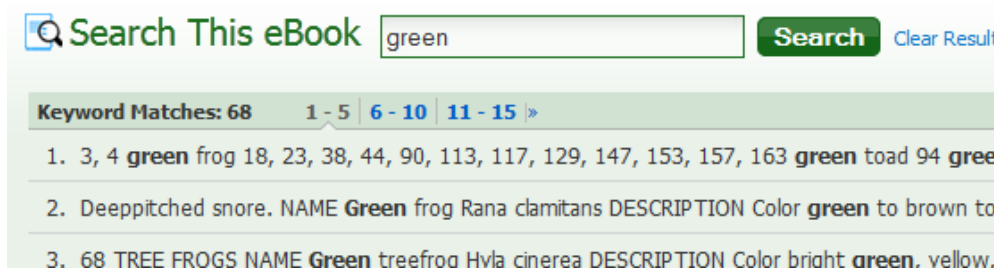 Search This eBook green Search Clear Result
Keyword Matches: 68 1 - 5 6 - 10 11 - 15 »
1. 3, 4 green frog 18, 23, 38, 44, 90, 113, 117, 129, 147, 153, 157, 163 green toad 94 gree
2. Deeppitched snore. NAME Green frog Rana clamitans DESCRIPTION Color green to brown to
3. 68 TREE FROGS NAME Green treefrog Hyla cinerea DESCRIPTION Color bright green, yellow,